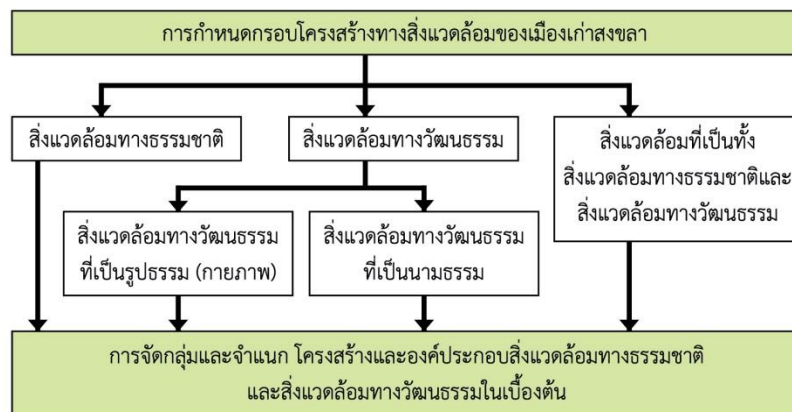 การกำหนดกรอบโครงสร้างทางสิ่งแวดล้อมของเมืองเก่าสงขลา
สิ่งแวดล้อมทางธรรมชาติ
สิ่งแวดล้อมทางวัฒนธรรม
สิ่งแวดล้อมที่เป็นทั้ง
สิ่งแวดล้อมทางธรรมชาติและ
สิ่งแวดล้อมทางวัฒนธรรม
สิ่งแวดล้อมทางวัฒนธรรม
ที่เป็นรูปธรรม (กายภาพ)
สิ่งแวดล้อมทางวัฒนธรรม
ที่เป็นนามธรรม
การจัดกลุ่มและจำแนก โครงสร้างและองค์ประกอบสิ่งแวดล้อมทางธรรมชาติ
และสิ่งแวดล้อมทางวัฒนธรรมในเบื้องต้น